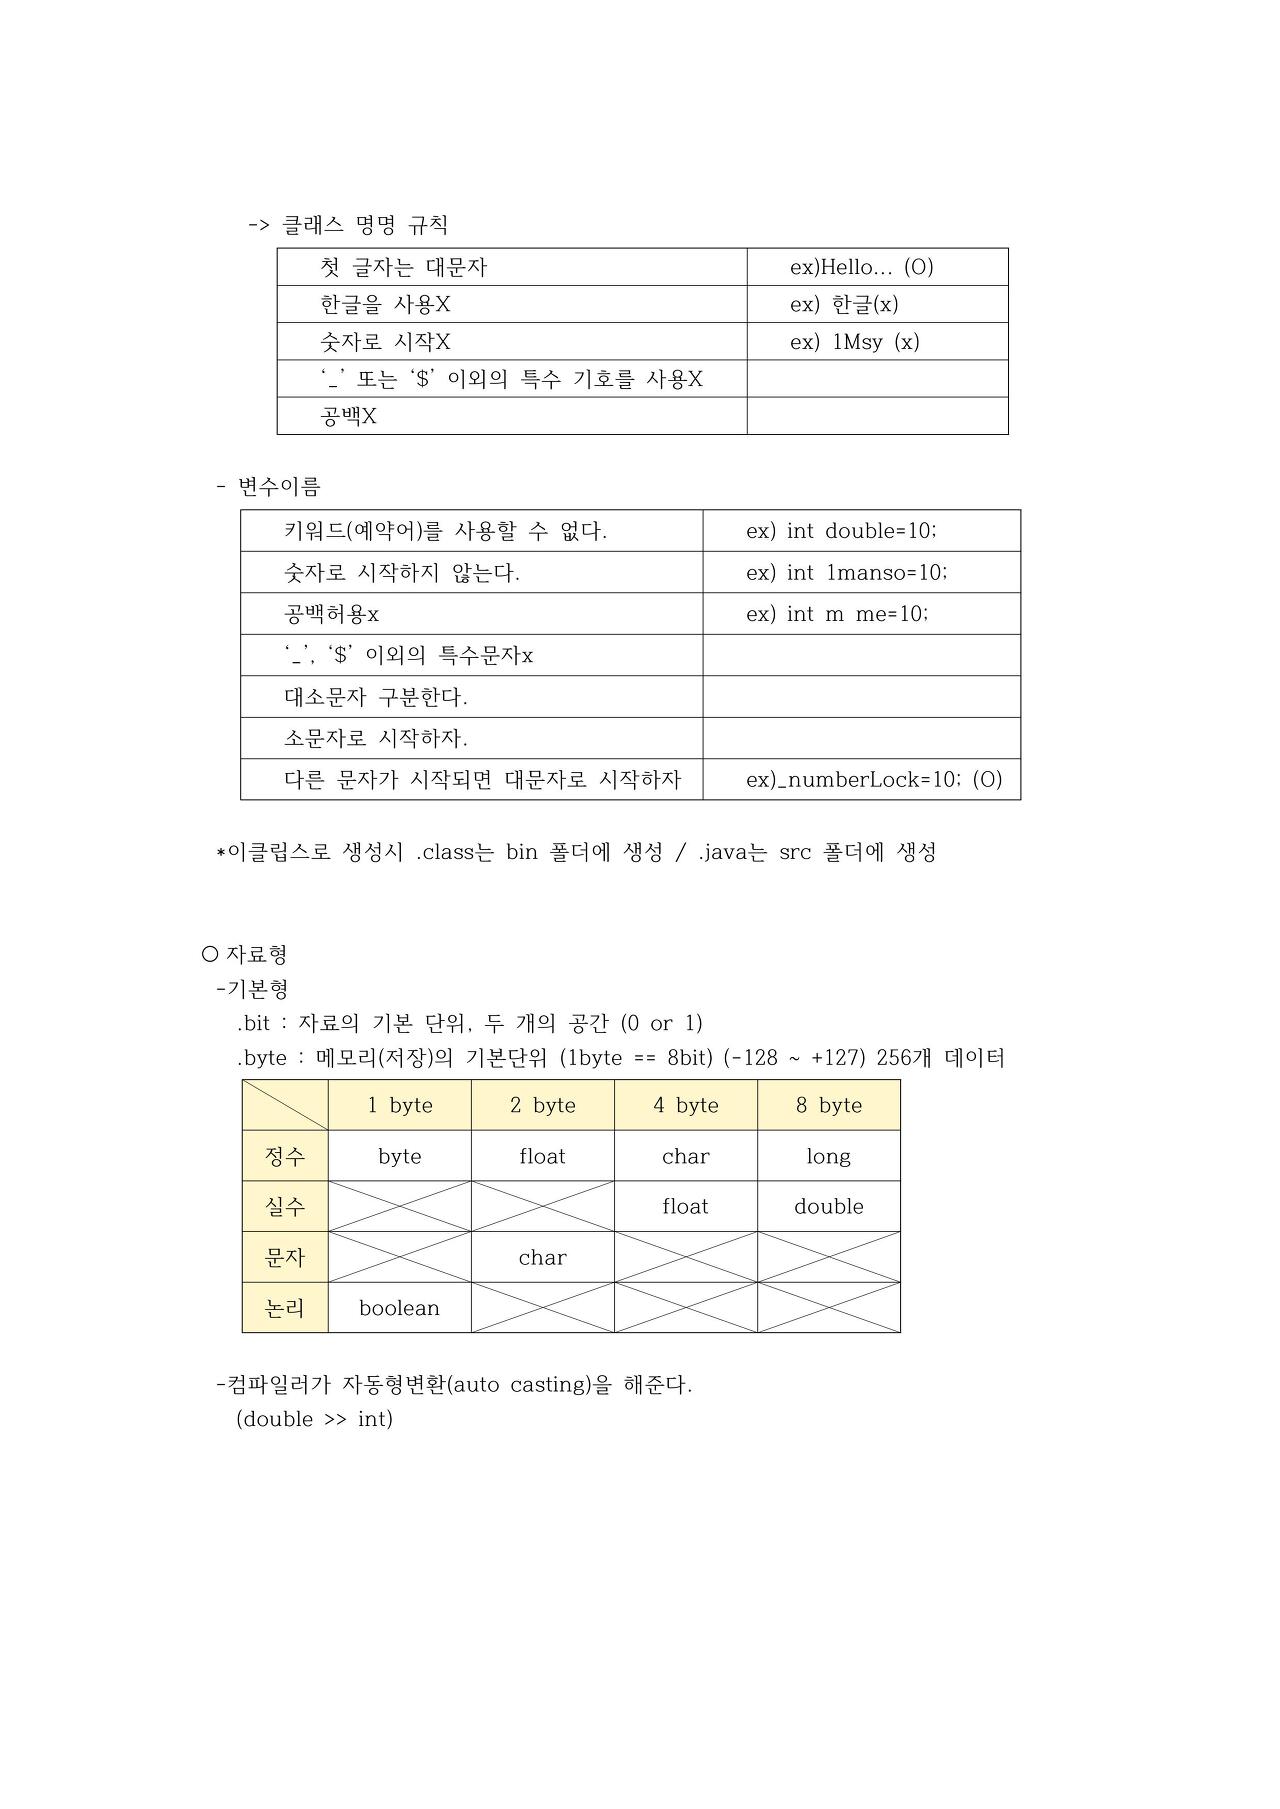 -> 클래스 명명 규칙
첫 글자는 대문자 ex)Hello... (O)
한글을 사용X ex) 한글(x)
숫자로 시작X ex) 1Msy (x)
‘_’ 또는 ‘$’ 이외의 특수 기호를 사용X
공백X
- 변수이름
키워드(예약어)를 사용할 수 없다. ex) int double=10;
숫자로 시작하지 않는다. ex) int 1manso=10;
공백허용x ex) int m me=10;
‘_’, ‘$’ 이외의 특수문자x
대소문자 구분한다.
소문자로 시작하자.
다른 문자가 시작되면 대문자로 시작하자 ex)_numberLock=10; (O)
*이클립스로 생성시 .class는 bin 폴더에 생성 / .java는 src 폴더에 생성
○ 자료형
-기본형
.bit : 자료의 기본 단위, 두 개의 공간 (0 or 1)
.byte : 메모리(저장)의 기본단위 (1byte == 8bit) (-128 ~ +127) 256개 데이터
1 byte 2 byte 4 byte 8 byte
정수 byte float char long
실수 float double
문자 char
논리 boolean
-컴파일러가 자동형변환(auto casting)을 해준다.
(double >> int)